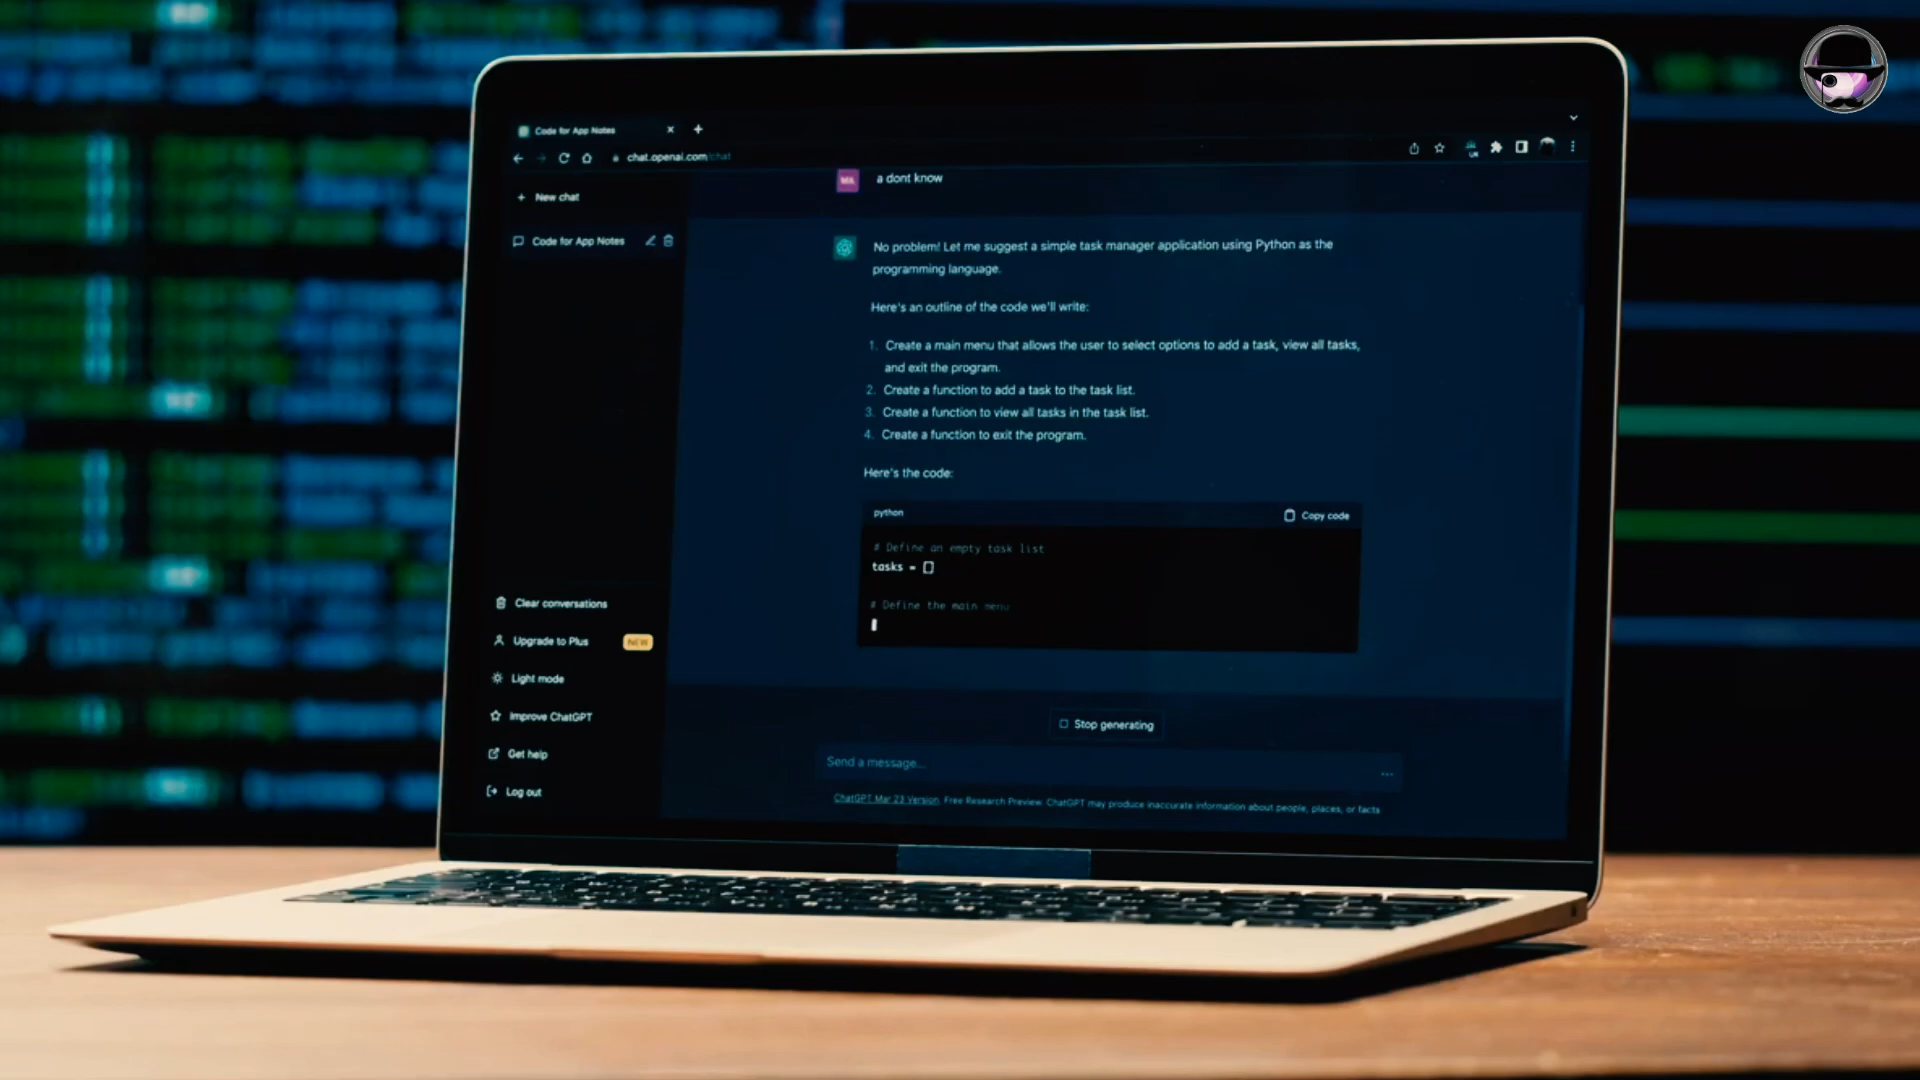 Code for App Notes
chat.openai.com/chat
New chat
Code for App Notes
MA
a dont know
No problem! Let me suggest a simple task manager application using Python as the
programming language.
Here's an outline of the code we'll write:
1. Create a main menu that allows the user to select options to add a task, view all tasks,
and exit the program.
2. Create a function to add a task to the task list.
3. Create a function to view all tasks in the task list.
4. Create a function to exit the program.
Here's the code:
python
Copy code
# Define an empty task list
tasks = []
# Define the main menu
Clear conversations
Upgrade to Plus
NEW
Light mode
Improve ChatGPT
Get help
Log out
Stop generating
Send a message...
ChatGPT Mar 23 Version. Free Research Preview. ChatGPT may produce inaccurate information about people, places, or facts